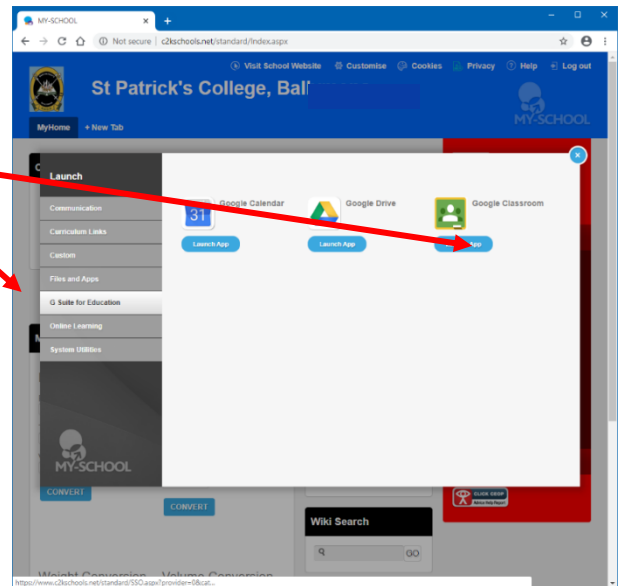 MY-SCHOOL
Not secure | c2kschools.net/standard/Index.aspx
Visit School Website Customise Cookies Privacy Help Log out
St Patrick's College,
MY-SCHOOL
MyHome + New Tab
Launch
Communication
Curriculum Links
Custom
Files and Apps
G Suite for Education
Online Learning
System Utilities
MY-SCHOOL
31
Google Calendar
Launch App
Google Drive
Launch App
Google Classroom
App
CONVERT
CONVERT
CLICK CEOP
Wiki Search
GO
Weight Conversion Volume Conversion
https://www.c2kschools.net/standard/SSO.aspx?provider=0&cat...